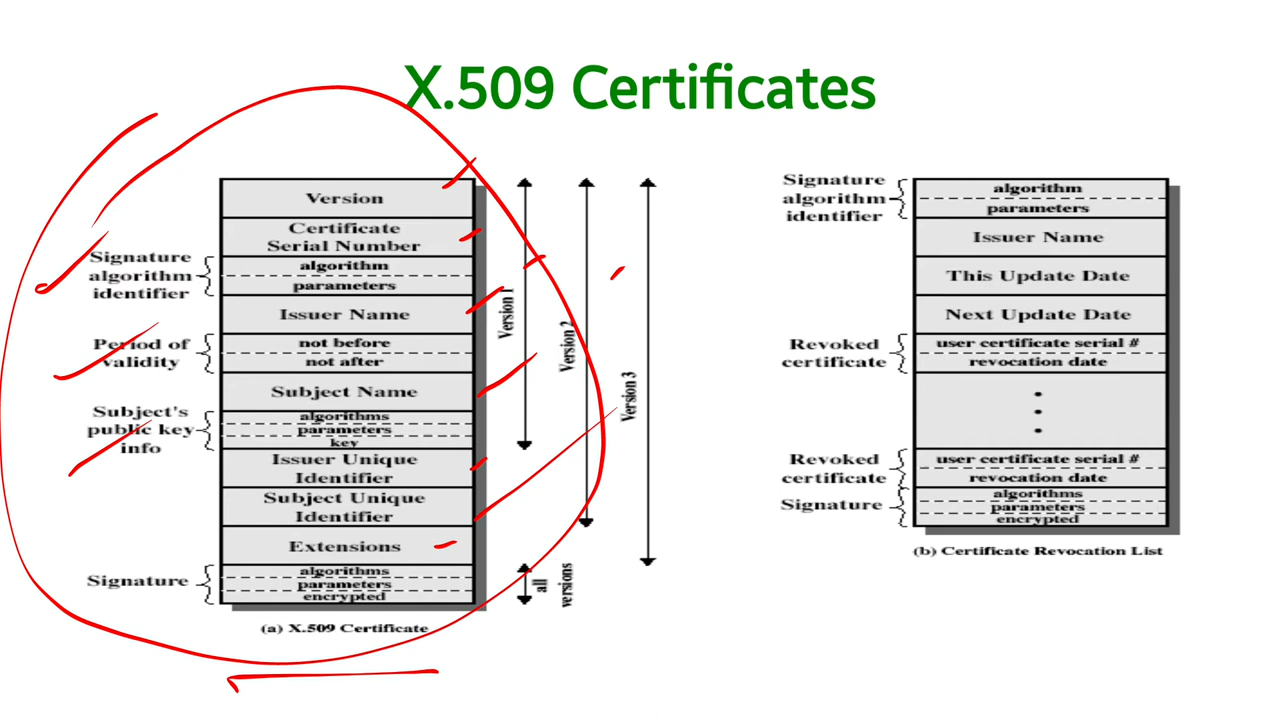 X.509 Certificates
Version
Certificate
Serial Number
Signature
algorithm
identifier
algorithm
parameters
Issuer Name
Period of
validity
not before
not after
Subject Name
Subject's
public key
info
algorithms
parameters
key
Issuer Unique
Identifier
Subject Unique
Identifier
Extensions
Signature
algorithms
parameters
encrypted
Version 1
Version 2
Version 3
all
versions
(a) X.509 Certificate
Signature
algorithm
identifier
algorithm
parameters
Issuer Name
This Update Date
Next Update Date
Revoked
certificate
user certificate serial #
revocation date
Revoked
certificate
user certificate serial #
revocation date
Signature
algorithms
parameters
encrypted
(b) Certificate Revocation List